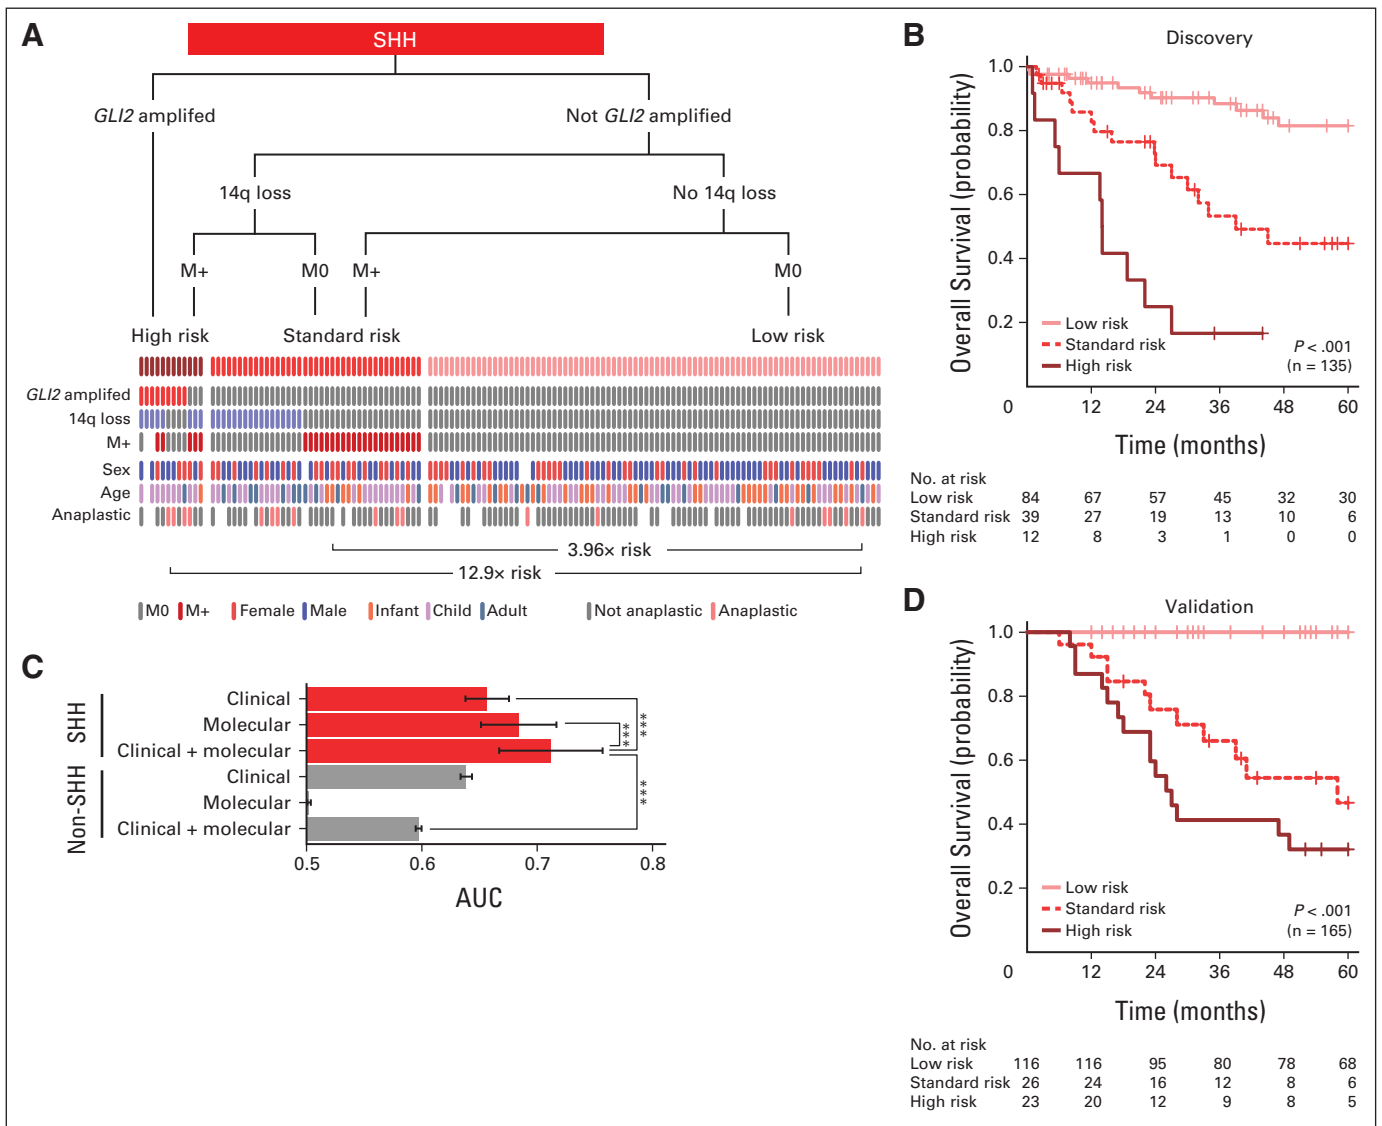 A
SHH
GLI2 amplifed
Not GLI2 amplified
14q loss
No 14q loss
M+
M0
M+
M0
High risk
Standard risk
Low risk
GLI2 amplifed
14q loss
M+
Sex
Age
Anaplastic
3.96× risk
12.9× risk
M0 M+ Female Male Infant Child Adult Not anaplastic Anaplastic
B
Discovery
Overall Survival (probability)
1.0
0.8
0.6
0.4
0.2
Low risk
Standard risk
High risk
P < .001
(n = 135)
0 12 24 36 48 60
Time (months)
No. at risk
Low risk 84 67 57 45 32 30
Standard risk 39 27 19 13 10 6
High risk 12 8 3 1 0 0
C
SHH
Clinical
Molecular
Clinical + molecular
Non-SHH
Clinical
Molecular
Clinical + molecular
***
***
***
0.5 0.6 0.7 0.8
AUC
D
Validation
Overall Survival (probability)
1.0
0.8
0.6
0.4
0.2
Low risk
Standard risk
High risk
P < .001
(n = 165)
0 12 24 36 48 60
Time (months)
No. at risk
Low risk 116 116 95 80 78 68
Standard risk 26 24 16 12 8 6
High risk 23 20 12 9 8 5